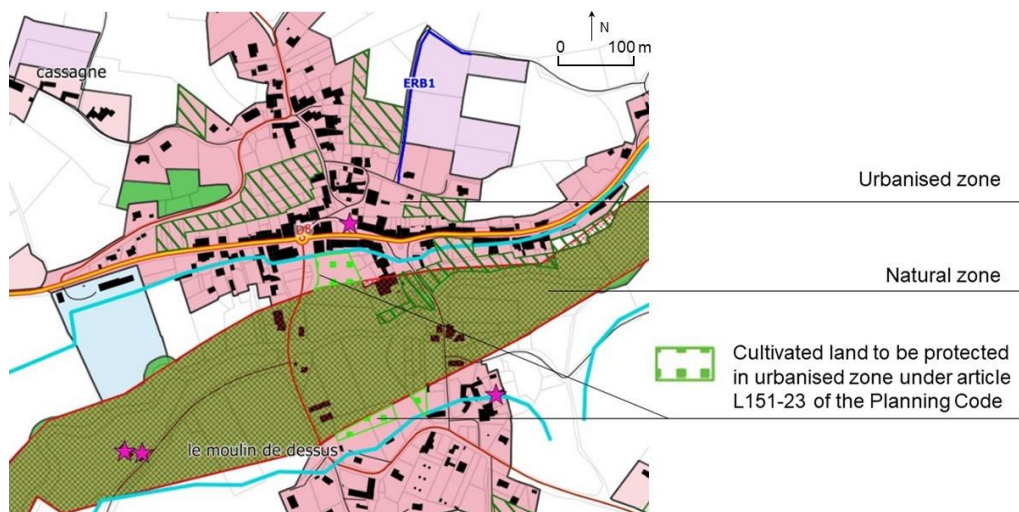 cassagne
N
0 100 m
ERB1
D6
le moulin de dessus
Urbanised zone
Natural zone
Cultivated land to be protected
in urbanised zone under article
L151-23 of the Planning Code